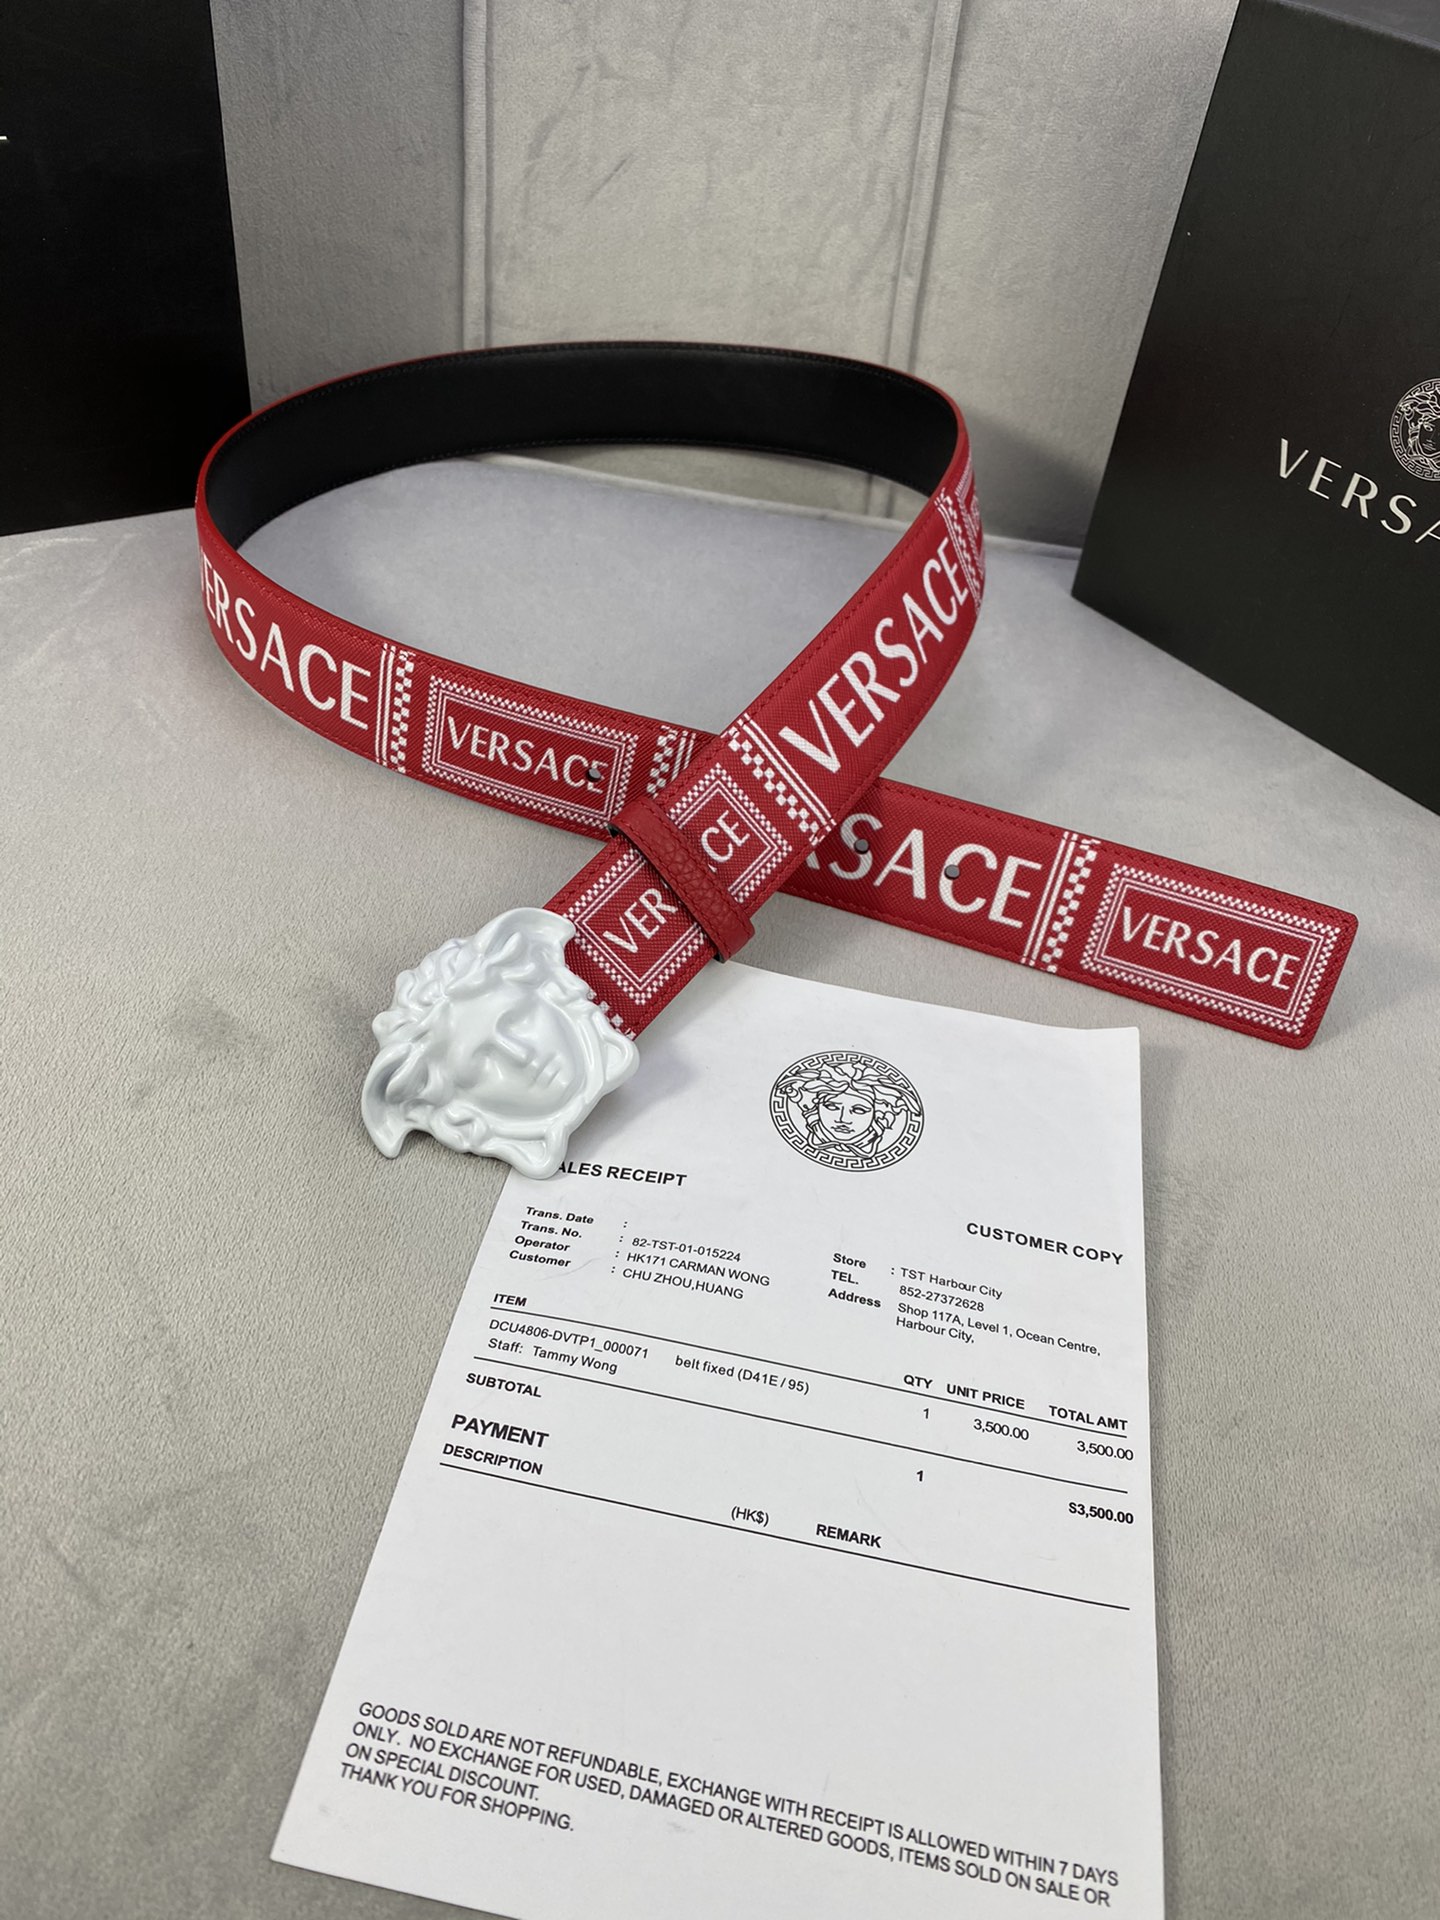 VERSACE
VERSACE
VERSACE
VERSACE
VERSACE
SALES RECEIPT
CUSTOMER COPY
Trans. Date :
Trans. No. : 82-TST-01-015224
Operator : HK171 CARMAN WONG
Customer : CHU ZHOU,HUANG
Store : TST Harbour City
TEL. 852-27372628
Address Shop 117A, Level 1, Ocean Centre,
Harbour City,
ITEM QTY UNIT PRICE TOTAL AMT
DCU4806-DVTP1_000071 belt fixed (D41E / 95) 1 3,500.00 3,500.00
Staff: Tammy Wong
SUBTOTAL 1 S3,500.00
PAYMENT
DESCRIPTION (HK$) REMARK
GOODS SOLD ARE NOT REFUNDABLE, EXCHANGE WITH RECEIPT IS ALLOWED WITHIN 7 DAYS
ONLY. NO EXCHANGE FOR USED, DAMAGED OR ALTERED GOODS, ITEMS SOLD ON SALE OR
ON SPECIAL DISCOUNT.
THANK YOU FOR SHOPPING.